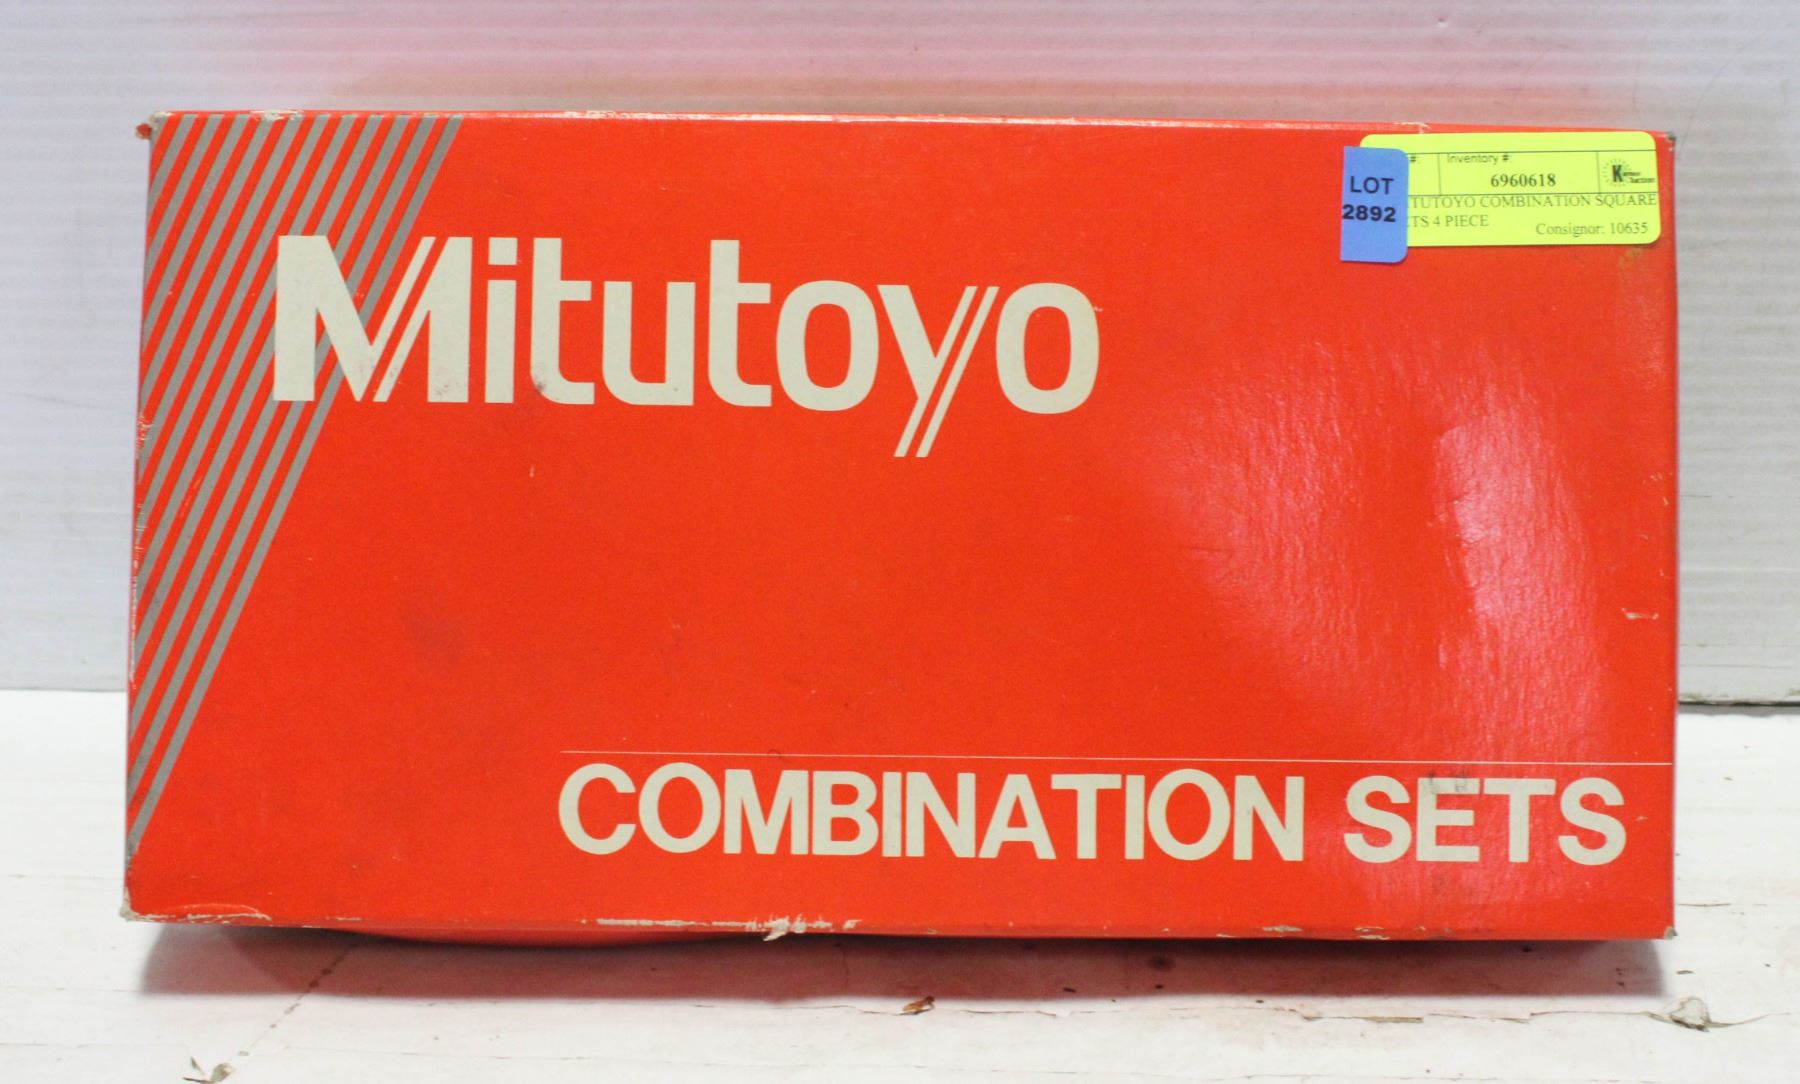 Mitutoyo
COMBINATION SETS
LOT
2892
#:
Inventory #:
6960618
TUTOYO COMBINATION SQUARE
TS 4 PIECE
Consignor: 10635